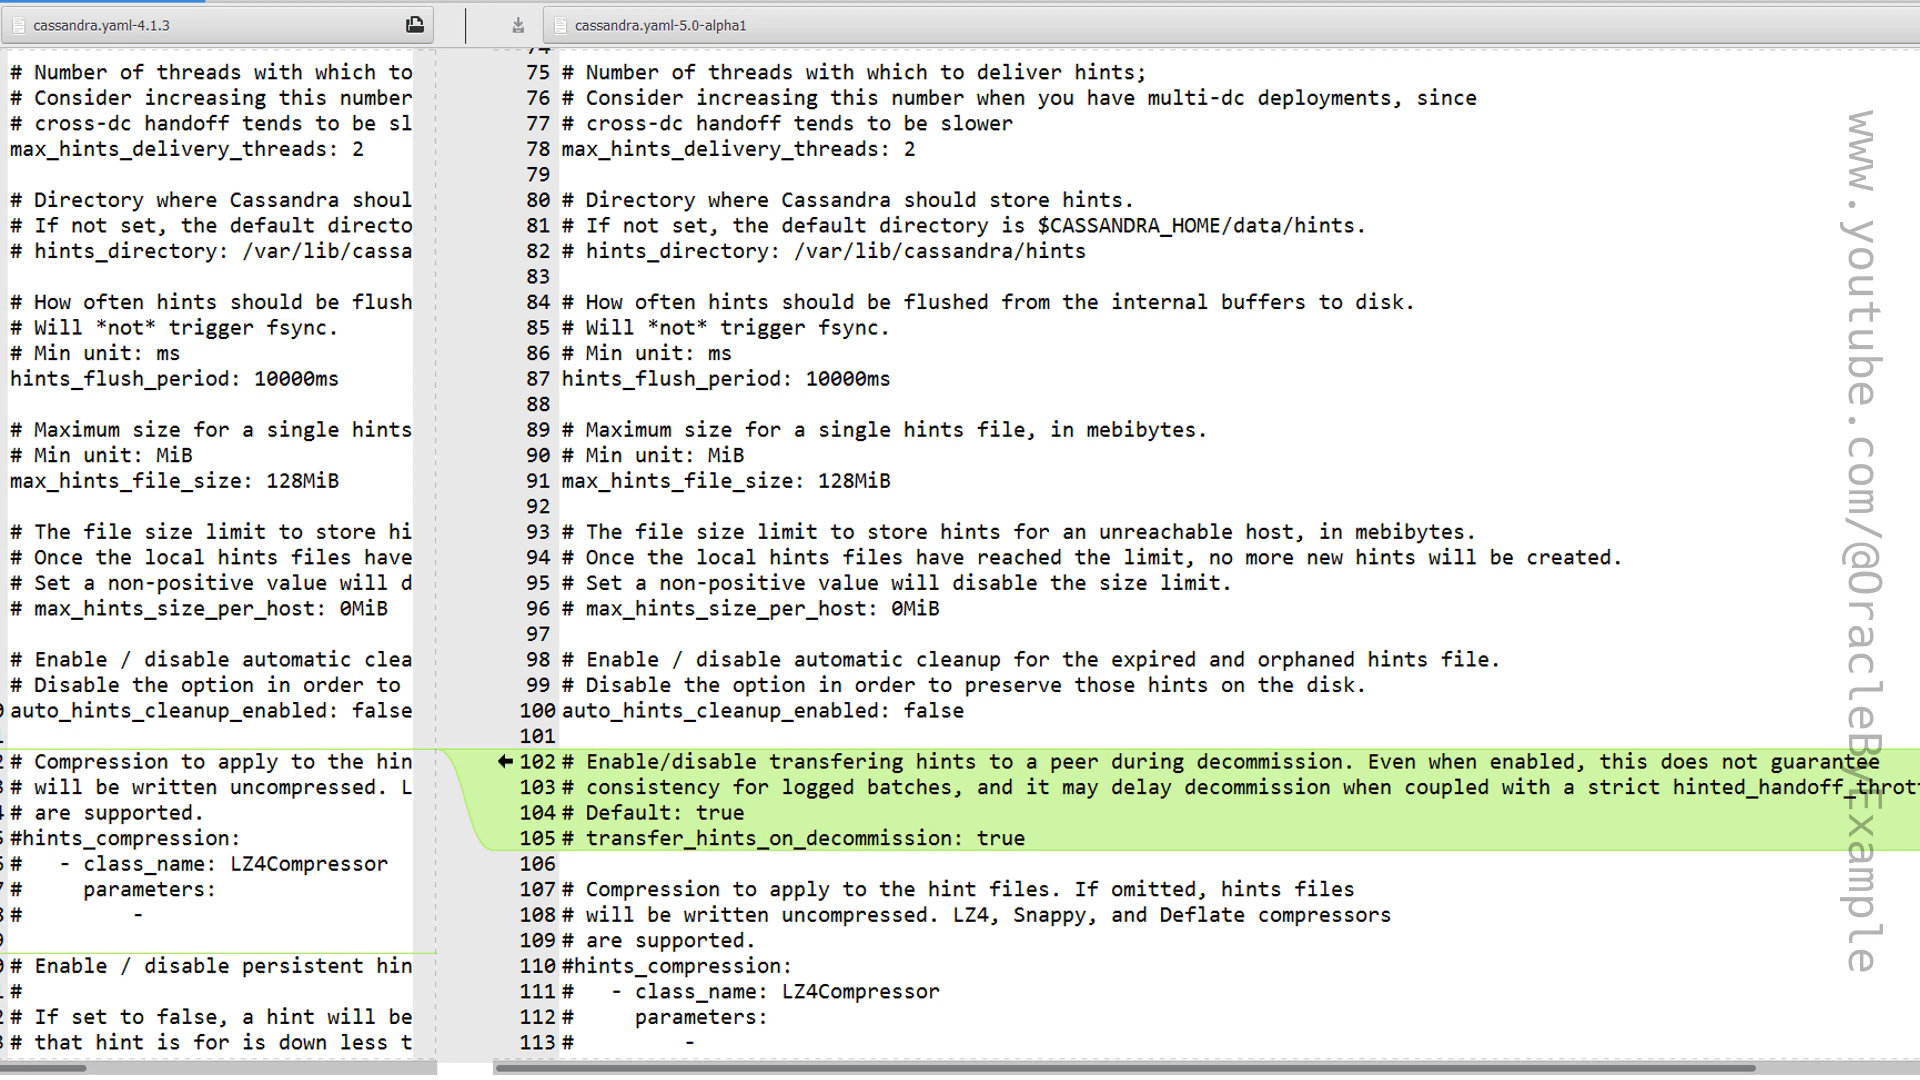 cassandra.yaml-4.1.3
cassandra.yaml-5.0-alpha1
# Number of threads with which to
# Consider increasing this number
# cross-dc handoff tends to be sl
max_hints_delivery_threads: 2
# Directory where Cassandra shoul
# If not set, the default directo
# hints_directory: /var/lib/cassa
# How often hints should be flush
# Will *not* trigger fsync.
# Min unit: ms
hints_flush_period: 10000ms
# Maximum size for a single hints
# Min unit: MiB
max_hints_file_size: 128MiB
# The file size limit to store hi
# Once the local hints files have
# Set a non-positive value will d
# max_hints_size_per_host: 0MiB
# Enable / disable automatic clea
# Disable the option in order to
auto_hints_cleanup_enabled: false
# Compression to apply to the hin
# will be written uncompressed. L
# are supported.
#hints_compression:
#   - class_name: LZ4Compressor
#     parameters:
#         -
# Enable / disable persistent hin
#
# If set to false, a hint will be
# that hint is for is down less t
74
75 # Number of threads with which to deliver hints;
76 # Consider increasing this number when you have multi-dc deployments, since
77 # cross-dc handoff tends to be slower
78 max_hints_delivery_threads: 2
79
80 # Directory where Cassandra should store hints.
81 # If not set, the default directory is $CASSANDRA_HOME/data/hints.
82 # hints_directory: /var/lib/cassandra/hints
83
84 # How often hints should be flushed from the internal buffers to disk.
85 # Will *not* trigger fsync.
86 # Min unit: ms
87 hints_flush_period: 10000ms
88
89 # Maximum size for a single hints file, in mebibytes.
90 # Min unit: MiB
91 max_hints_file_size: 128MiB
92
93 # The file size limit to store hints for an unreachable host, in mebibytes.
94 # Once the local hints files have reached the limit, no more new hints will be created.
95 # Set a non-positive value will disable the size limit.
96 # max_hints_size_per_host: 0MiB
97
98 # Enable / disable automatic cleanup for the expired and orphaned hints file.
99 # Disable the option in order to preserve those hints on the disk.
100 auto_hints_cleanup_enabled: false
101
102 # Enable/disable transfering hints to a peer during decommission. Even when enabled, this does not guarantee
103 # consistency for logged batches, and it may delay decommission when coupled with a strict hinted_handoff_thrott
104 # Default: true
105 # transfer_hints_on_decommission: true
106
107 # Compression to apply to the hint files. If omitted, hints files
108 # will be written uncompressed. LZ4, Snappy, and Deflate compressors
109 # are supported.
110 #hints_compression:
111 #   - class_name: LZ4Compressor
112 #     parameters:
113 #         -
www.youtube.com/@OracleByExample